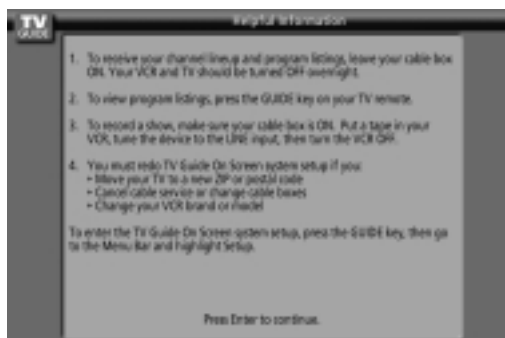 TV
GUIDE
Helpful Information
1. To receive your channel lineup and program listings, leave your cable box
ON. Your VCR and TV should be turned OFF overnight.
2. To view program listings, press the GUIDE key on your TV remote.
3. To record a show, make sure your cable box is ON. Put a tape in your
VCR, tune the device to the LINE input, then turn the VCR OFF.
4. You must redo TV Guide On Screen system setup if you:
• Move your TV to a new ZIP or postal code
• Cancel cable service or change cable boxes
• Change your VCR brand or model
To enter the TV Guide On Screen system setup, press the GUIDE key, then go
to the Menu Bar and highlight Setup.
Press Enter to continue.